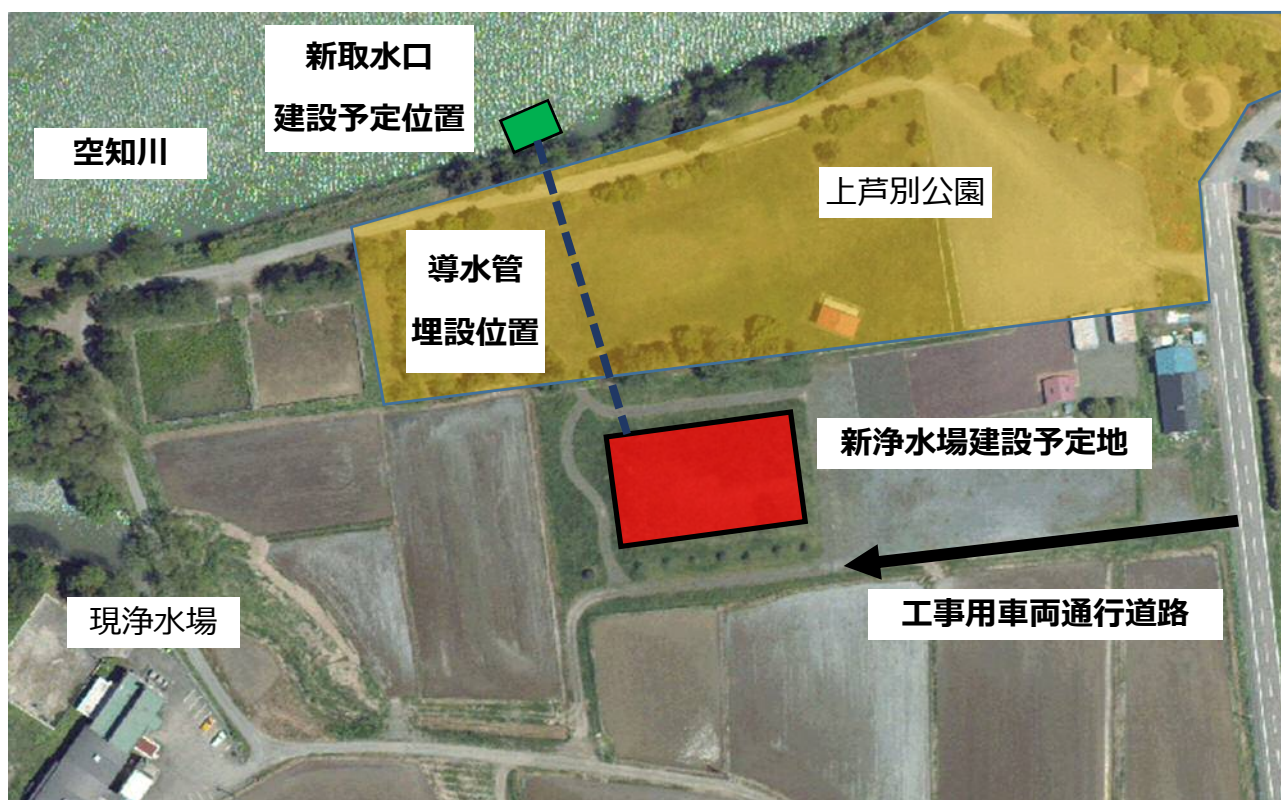 新取水口
建設予定位置
空知川
上芦別公園
導水管
埋設位置
新浄水場建設予定地
工事用車両通行道路
現浄水場